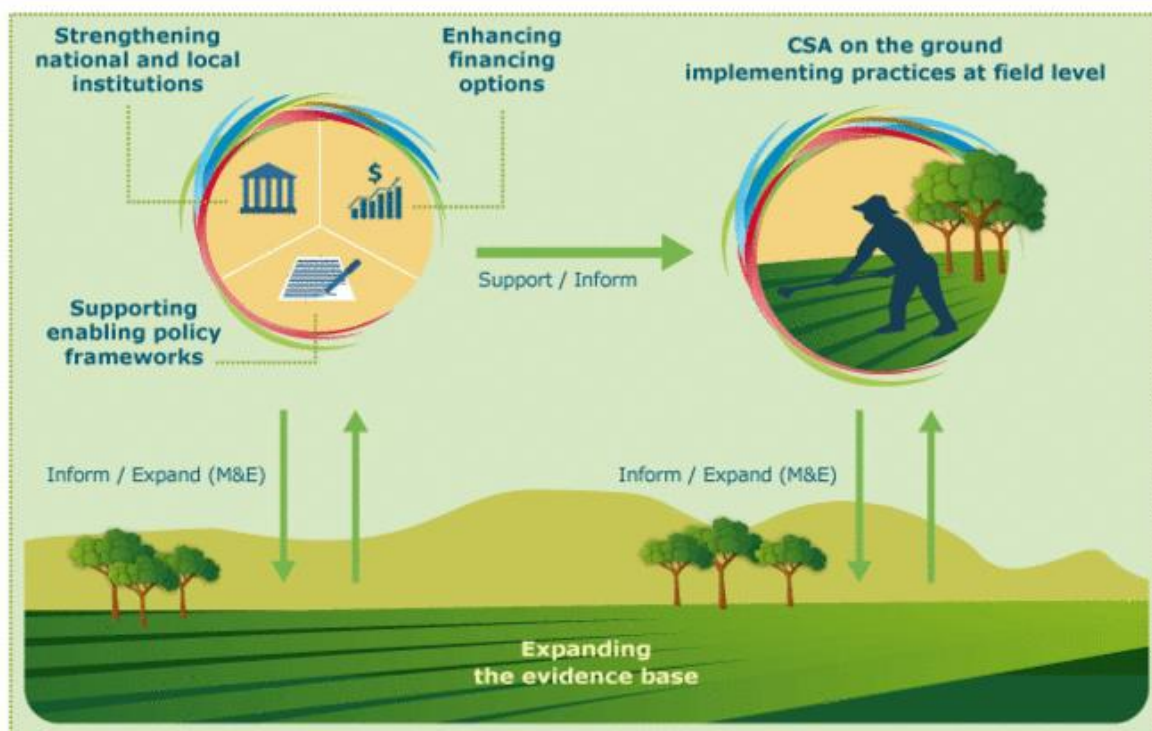 Strengthening
national and local
institutions
Enhancing
financing
options
CSA on the ground
implementing practices at field level
$
Support / Inform
Supporting
enabling policy
frameworks
Inform / Expand (M&E)
Inform / Expand (M&E)
Expanding
the evidence base